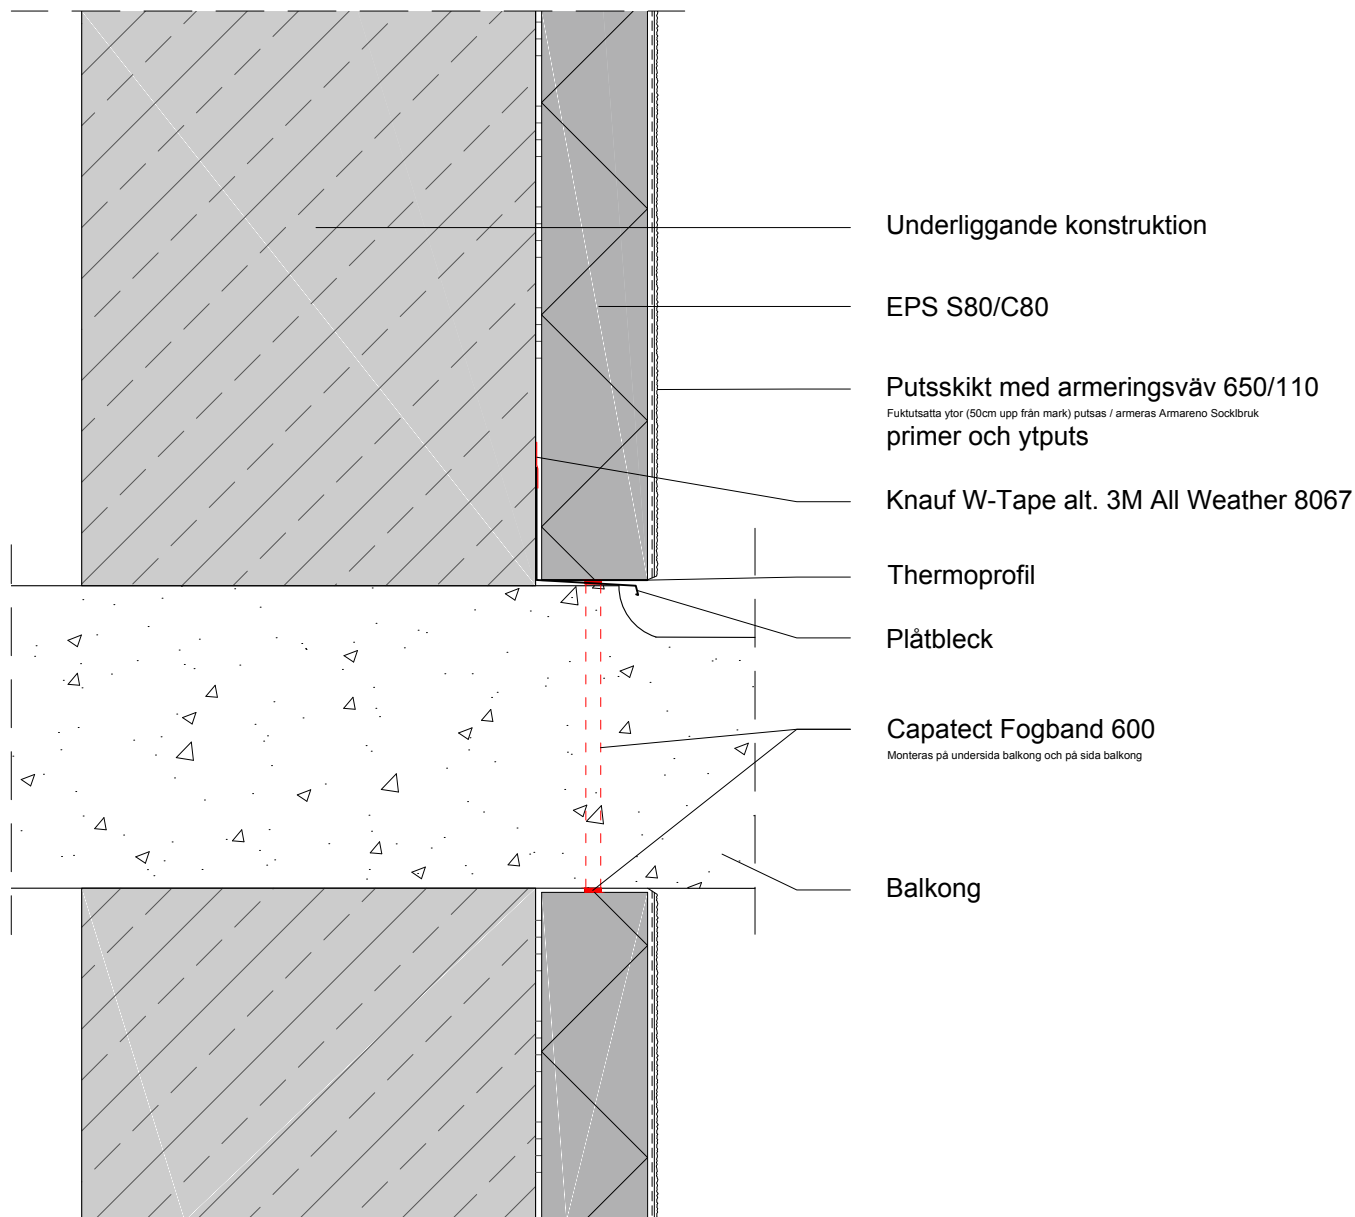 Underliggande konstruktion
EPS S80/C80
Putsskikt med armeringsväv 650/110
Fuktutsatta ytor (50cm upp från mark) putsas / armeras Armareno Socklbruk
primer och ytputs
Knauf W-Tape alt. 3M All Weather 8067
Thermoprofil
Plåtbleck
Capatect Fogband 600
Monteras på undersida balkong och på sida balkong
Balkong